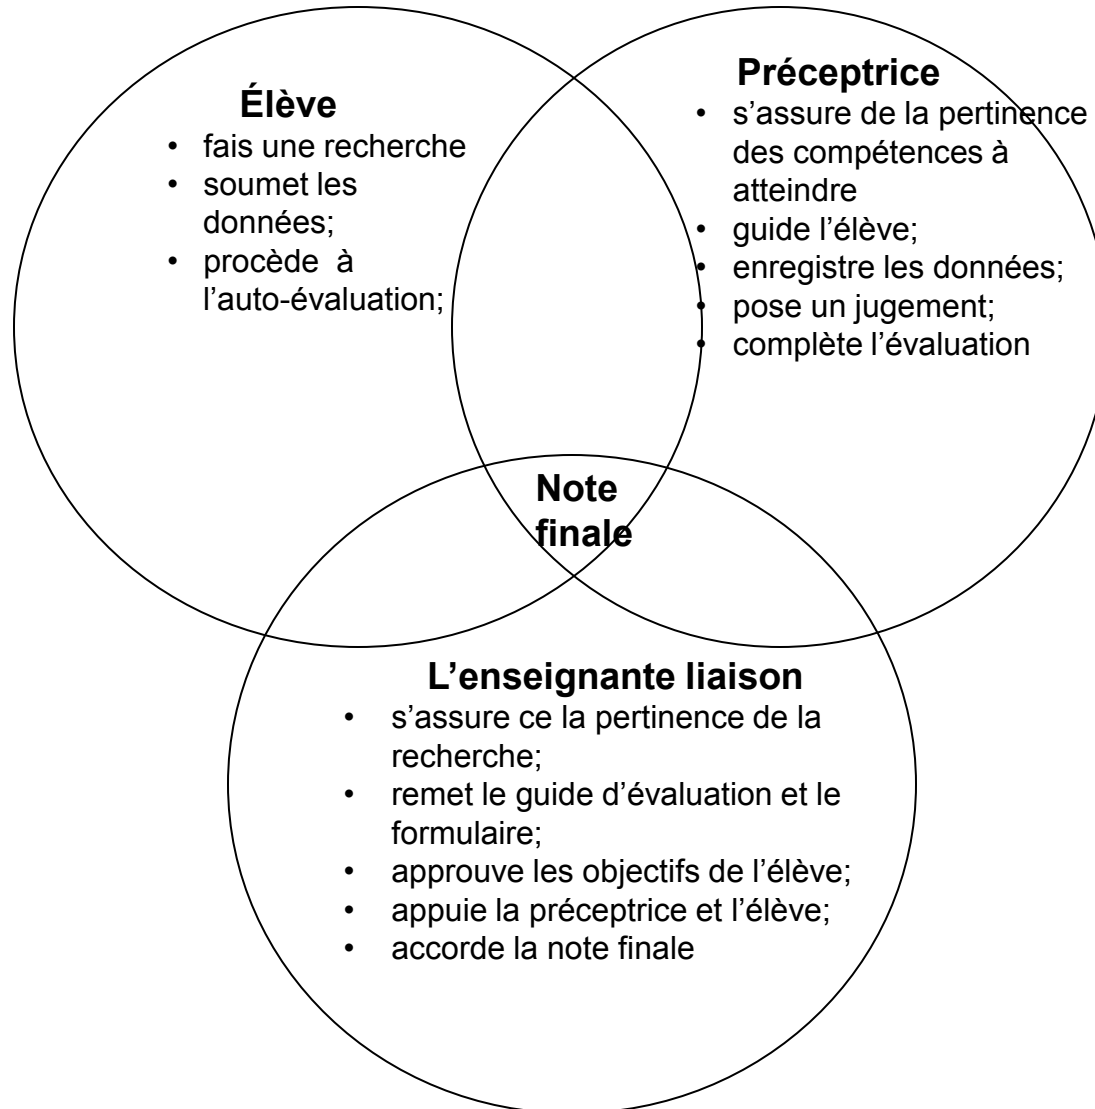 Élève
• fais une recherche
• soumet les
données;
• procède à
l’auto-évaluation;
Préceptrice
• s’assure de la pertinence
des compétences à
atteindre
• guide l’élève;
• enregistre les données;
• pose un jugement;
• complète l’évaluation
Note
finale
L’enseignante liaison
• s’assure ce la pertinence de la
recherche;
• remet le guide d’évaluation et le
formulaire;
• approuve les objectifs de l’élève;
• appuie la préceptrice et l’élève;
• accorde la note finale